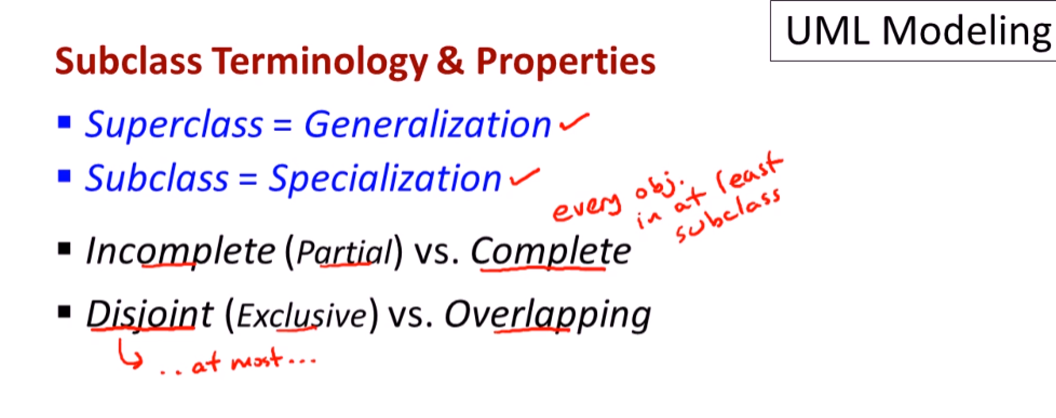 UML Modeling
Subclass Terminology & Properties
▪ Superclass = Generalization ✓
▪ Subclass = Specialization ✓
every obj.
in at least
subclass
▪ Incomplete (Partial) vs. Complete
▪ Disjoint (Exclusive) vs. Overlapping
↳ .. at most...